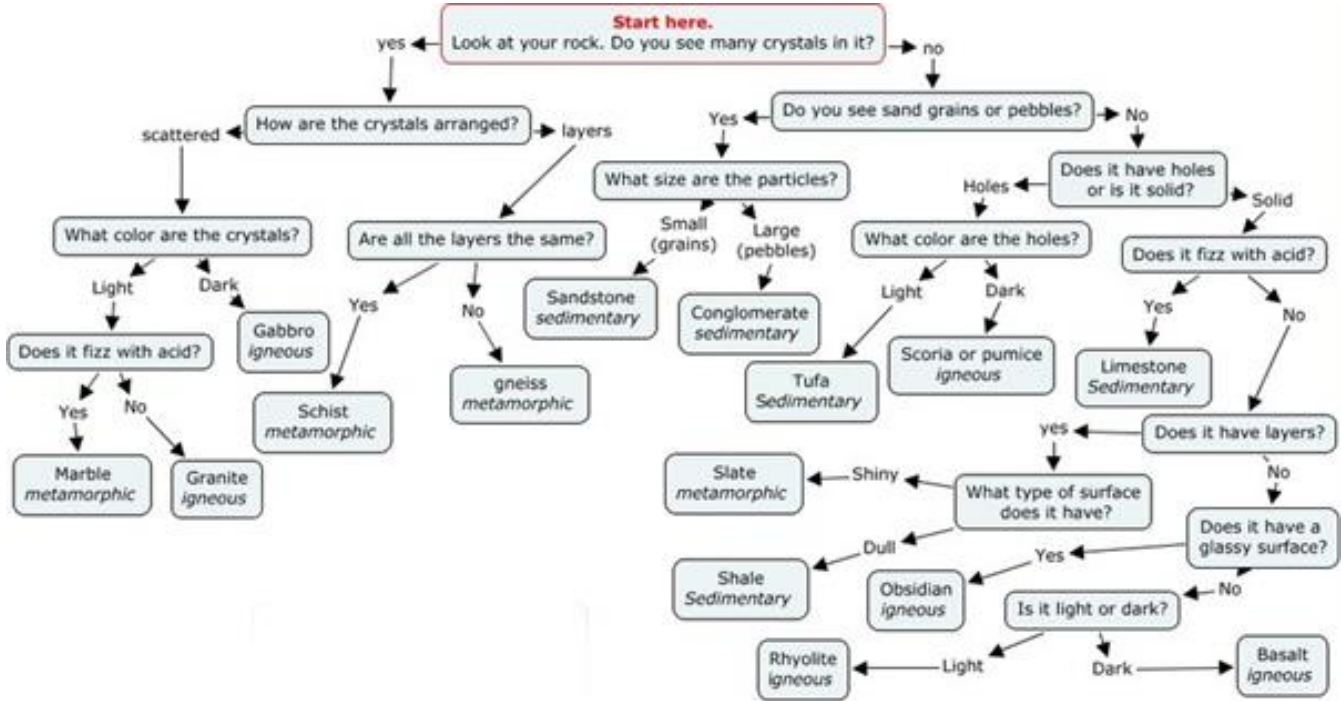 Start here.
Look at your rock. Do you see many crystals in it?
yes
no
How are the crystals arranged?
Do you see sand grains or pebbles?
scattered
layers
Yes
No
What size are the particles?
Does it have holes
or is it solid?
Holes
Solid
What color are the crystals?
Are all the layers the same?
Small
(grains)
Large
(pebbles)
What color are the holes?
Does it fizz with acid?
Light
Dark
Yes
No
Sandstone
sedimentary
Conglomerate
sedimentary
Light
Dark
Yes
No
Does it fizz with acid?
Gabbro
igneous
Schist
metamorphic
gneiss
metamorphic
Tufa
Sedimentary
Scoria or pumice
igneous
Limestone
Sedimentary
Yes
No
yes
Does it have layers?
Marble
metamorphic
Granite
igneous
Slate
metamorphic
Shiny
What type of surface
does it have?
No
Does it have a
glassy surface?
Dull
Yes
Shale
Sedimentary
Obsidian
igneous
No
Is it light or dark?
Rhyolite
igneous
Light
Dark
Basalt
igneous